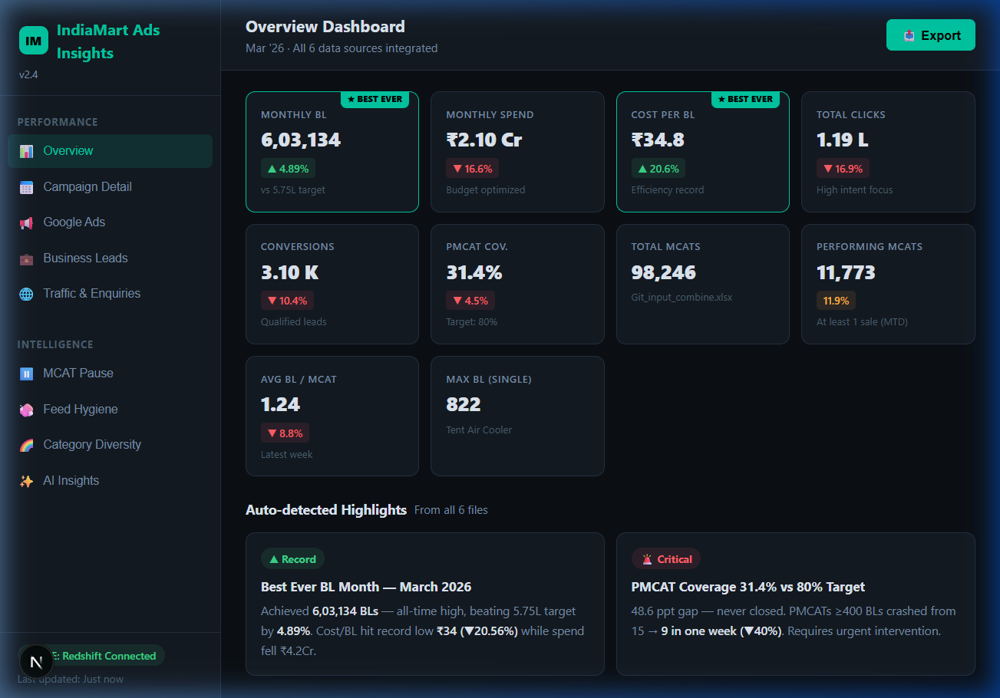 IM
IndiaMart Ads
Insights
v2.4
PERFORMANCE
Overview
Campaign Detail
Google Ads
Business Leads
Traffic & Enquiries
INTELLIGENCE
MCAT Pause
Feed Hygiene
Category Diversity
AI Insights
N
E: Redshift Connected
Last updated: Just now
Overview Dashboard
Mar '26 · All 6 data sources integrated
Export
★ BEST EVER
MONTHLY BL
6,03,134
▲ 4.89%
vs 5.75L target
MONTHLY SPEND
₹2.10 Cr
▼ 16.6%
Budget optimized
★ BEST EVER
COST PER BL
₹34.8
▲ 20.6%
Efficiency record
TOTAL CLICKS
1.19 L
▼ 16.9%
High intent focus
CONVERSIONS
3.10 K
▼ 10.4%
Qualified leads
PMCAT COV.
31.4%
▼ 4.5%
Target: 80%
TOTAL MCATS
98,246
Git_input_combine.xlsx
PERFORMING MCATS
11,773
11.9%
At least 1 sale (MTD)
AVG BL / MCAT
1.24
▼ 8.8%
Latest week
MAX BL (SINGLE)
822
Tent Air Cooler
Auto-detected Highlights From all 6 files
▲ Record
Best Ever BL Month — March 2026
Achieved 6,03,134 BLs — all-time high, beating 5.75L target
by 4.89%. Cost/BL hit record low ₹34 (▼20.56%) while spend
fell ₹4.2Cr.
Critical
PMCAT Coverage 31.4% vs 80% Target
48.6 ppt gap — never closed. PMCATs ≥400 BLs crashed from
15 → 9 in one week (▼40%). Requires urgent intervention.